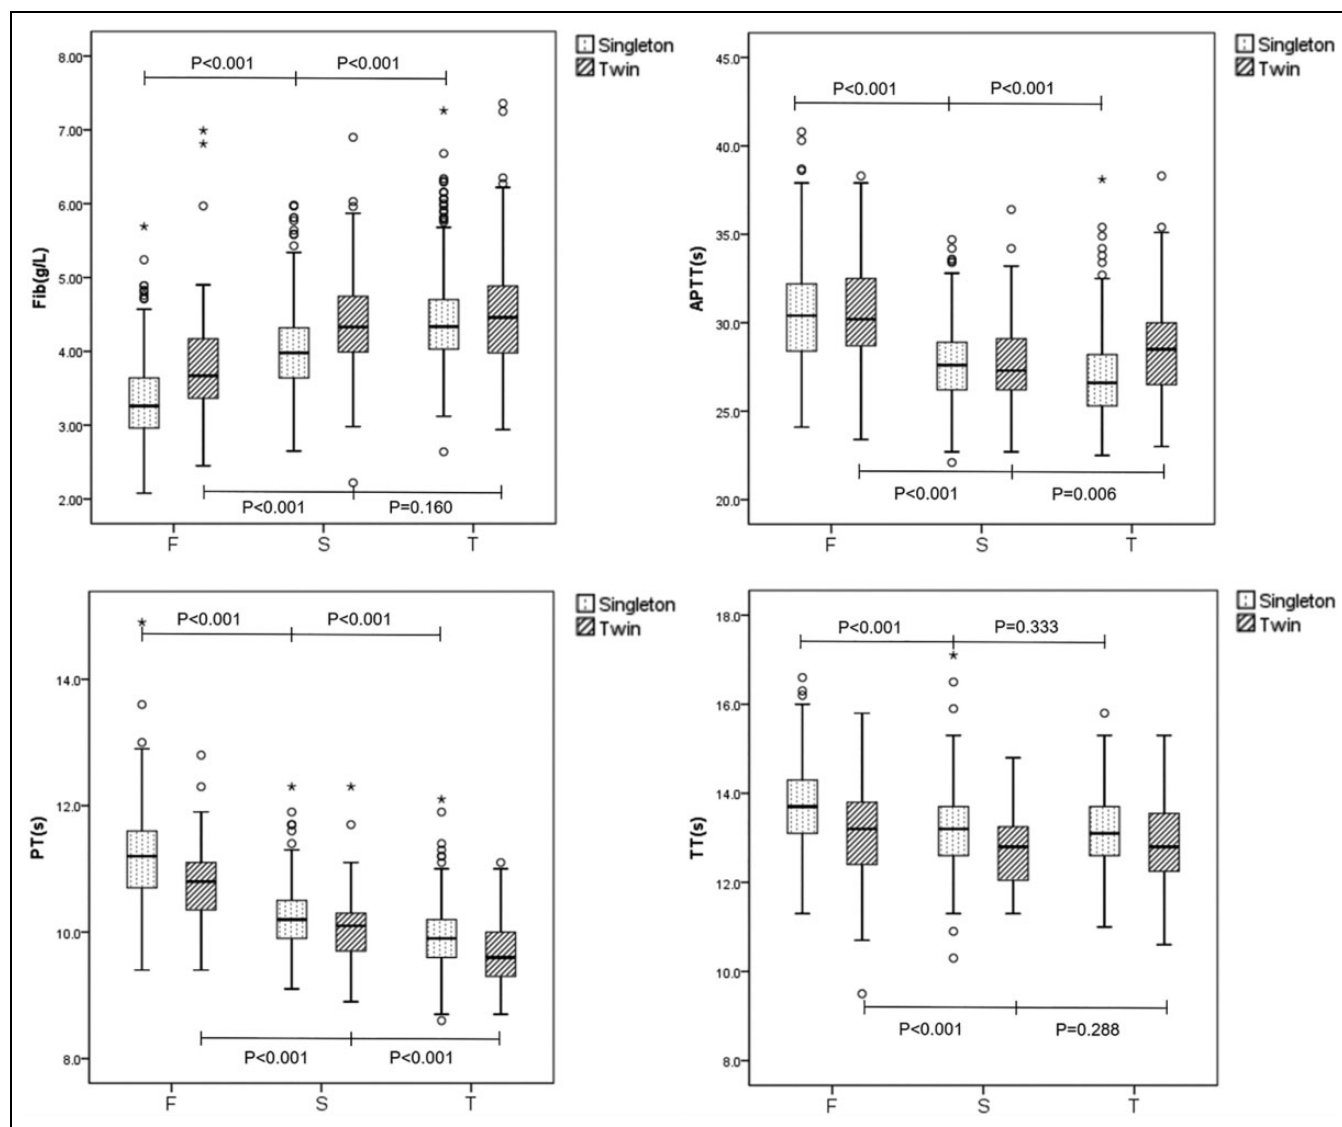 Singleton
Twin
P<0.001 P<0.001
8.00
7.00
6.00
5.00
4.00
3.00
2.00
Fib(g/L)
P<0.001 P=0.160
F S T
Singleton
Twin
P<0.001 P<0.001
45.0
40.0
35.0
30.0
25.0
20.0
APTT(s)
P<0.001 P=0.006
F S T
Singleton
Twin
P<0.001 P<0.001
14.0
12.0
10.0
8.0
PT(s)
P<0.001 P<0.001
F S T
Singleton
Twin
P<0.001 P=0.333
18.0
16.0
14.0
12.0
10.0
8.0
TT(s)
P<0.001 P=0.288
F S T